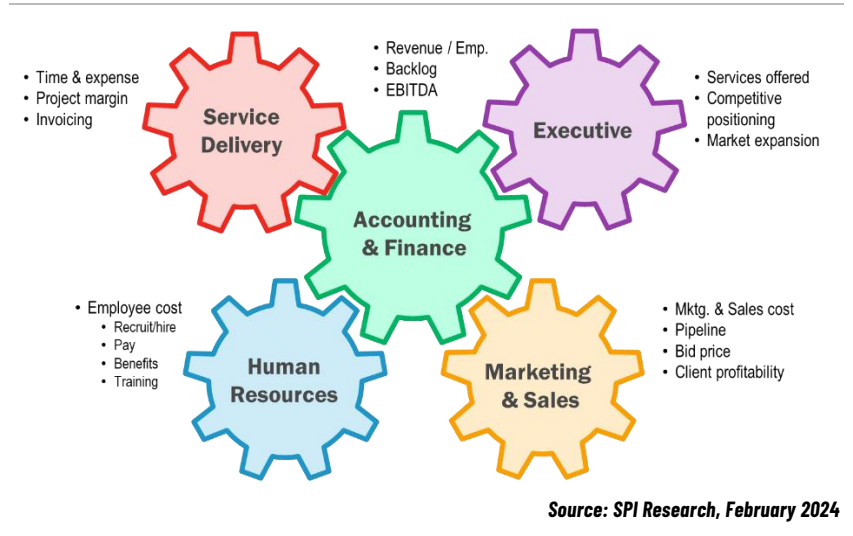 • Time & expense
• Project margin
• Invoicing
Service
Delivery
• Revenue / Emp.
• Backlog
• EBITDA
Executive
• Services offered
• Competitive
positioning
• Market expansion
Accounting
& Finance
• Employee cost
• Recruit/hire
• Pay
• Benefits
• Training
Human
Resources
Marketing
& Sales
• Mktg. & Sales cost
• Pipeline
• Bid price
• Client profitability
Source: SPI Research, February 2024